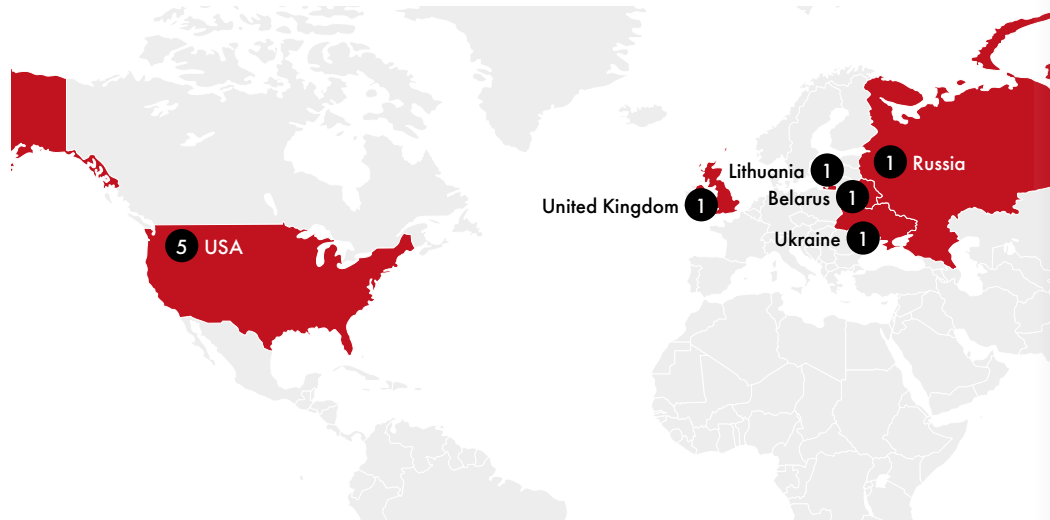 Lithuania 1
1 Russia
Belarus 1
United Kingdom 1
Ukraine 1
5 USA